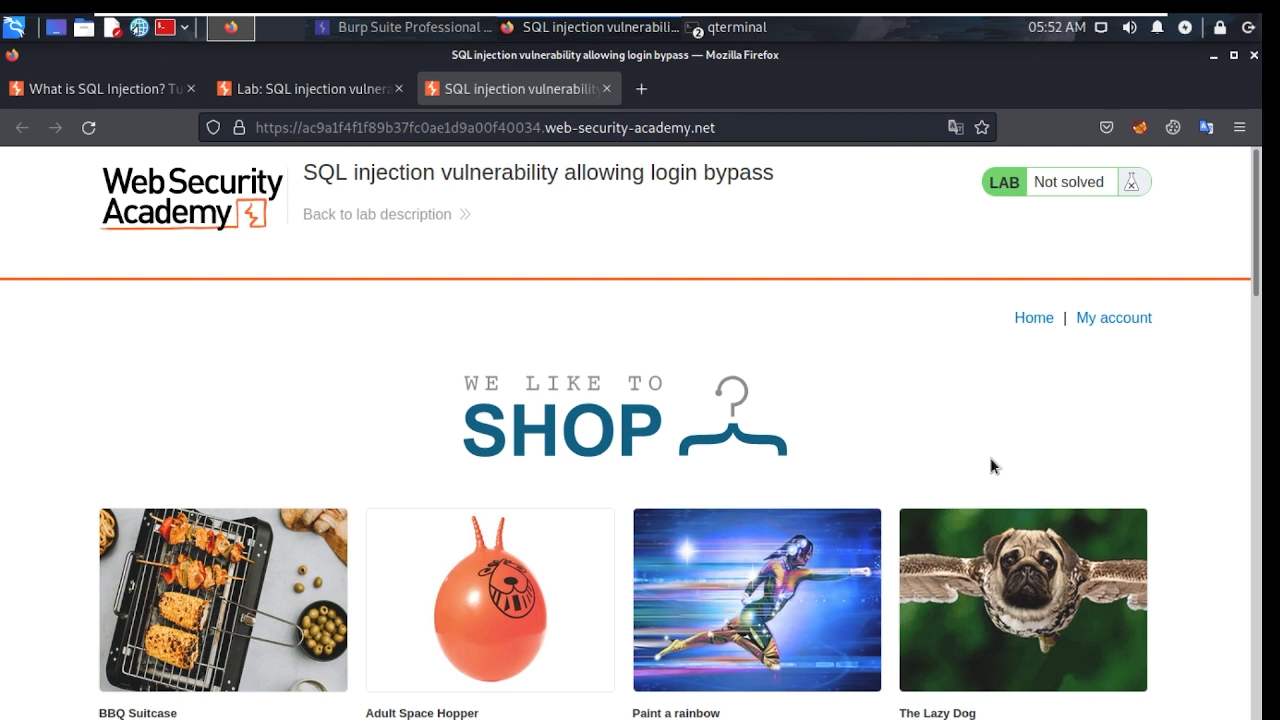 Burp Suite Professional ...
SQL injection vulnerabili...
2
qterminal
05:52 AM
SQL injection vulnerability allowing login bypass — Mozilla Firefox
What is SQL Injection? Tu
Lab: SQL injection vulnera
SQL injection vulnerability
https://ac9a1f4f1f89b37fc0ae1d9a00f40034.web-security-academy.net
Web Security
Academy
SQL injection vulnerability allowing login bypass
Back to lab description
LAB Not solved
Home | My account
WE LIKE TO
SHOP
BBQ Suitcase
Adult Space Hopper
Paint a rainbow
The Lazy Dog